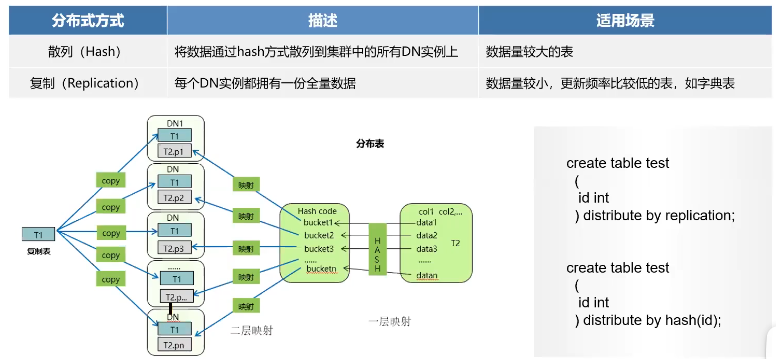 分布式方式 描述 适用场景
散列（Hash） 将数据通过hash方式散列到集群中的所有DN实例上 数据量较大的表
复制（Replication） 每个DN实例都拥有一份全量数据 数据量较小，更新频率比较低的表，如字典表
分布表
DN1
T1
T2.p1
DN
T1
T2.p2
DN
T1
T2.p3
......
T1
T2.p...
DN
T1
T2.pn
copy
copy
copy
copy
copy
T1
复制表
映射
映射
映射
映射
映射
二层映射
Hash code
bucket1
bucket2
bucket3
......
bucketn
HASH
一层映射
col1 col2,...
data1
data2
data3
......
datan
T2
create table test
(
id int
) distribute by replication;
create table test
(
id int
) distribute by hash(id);